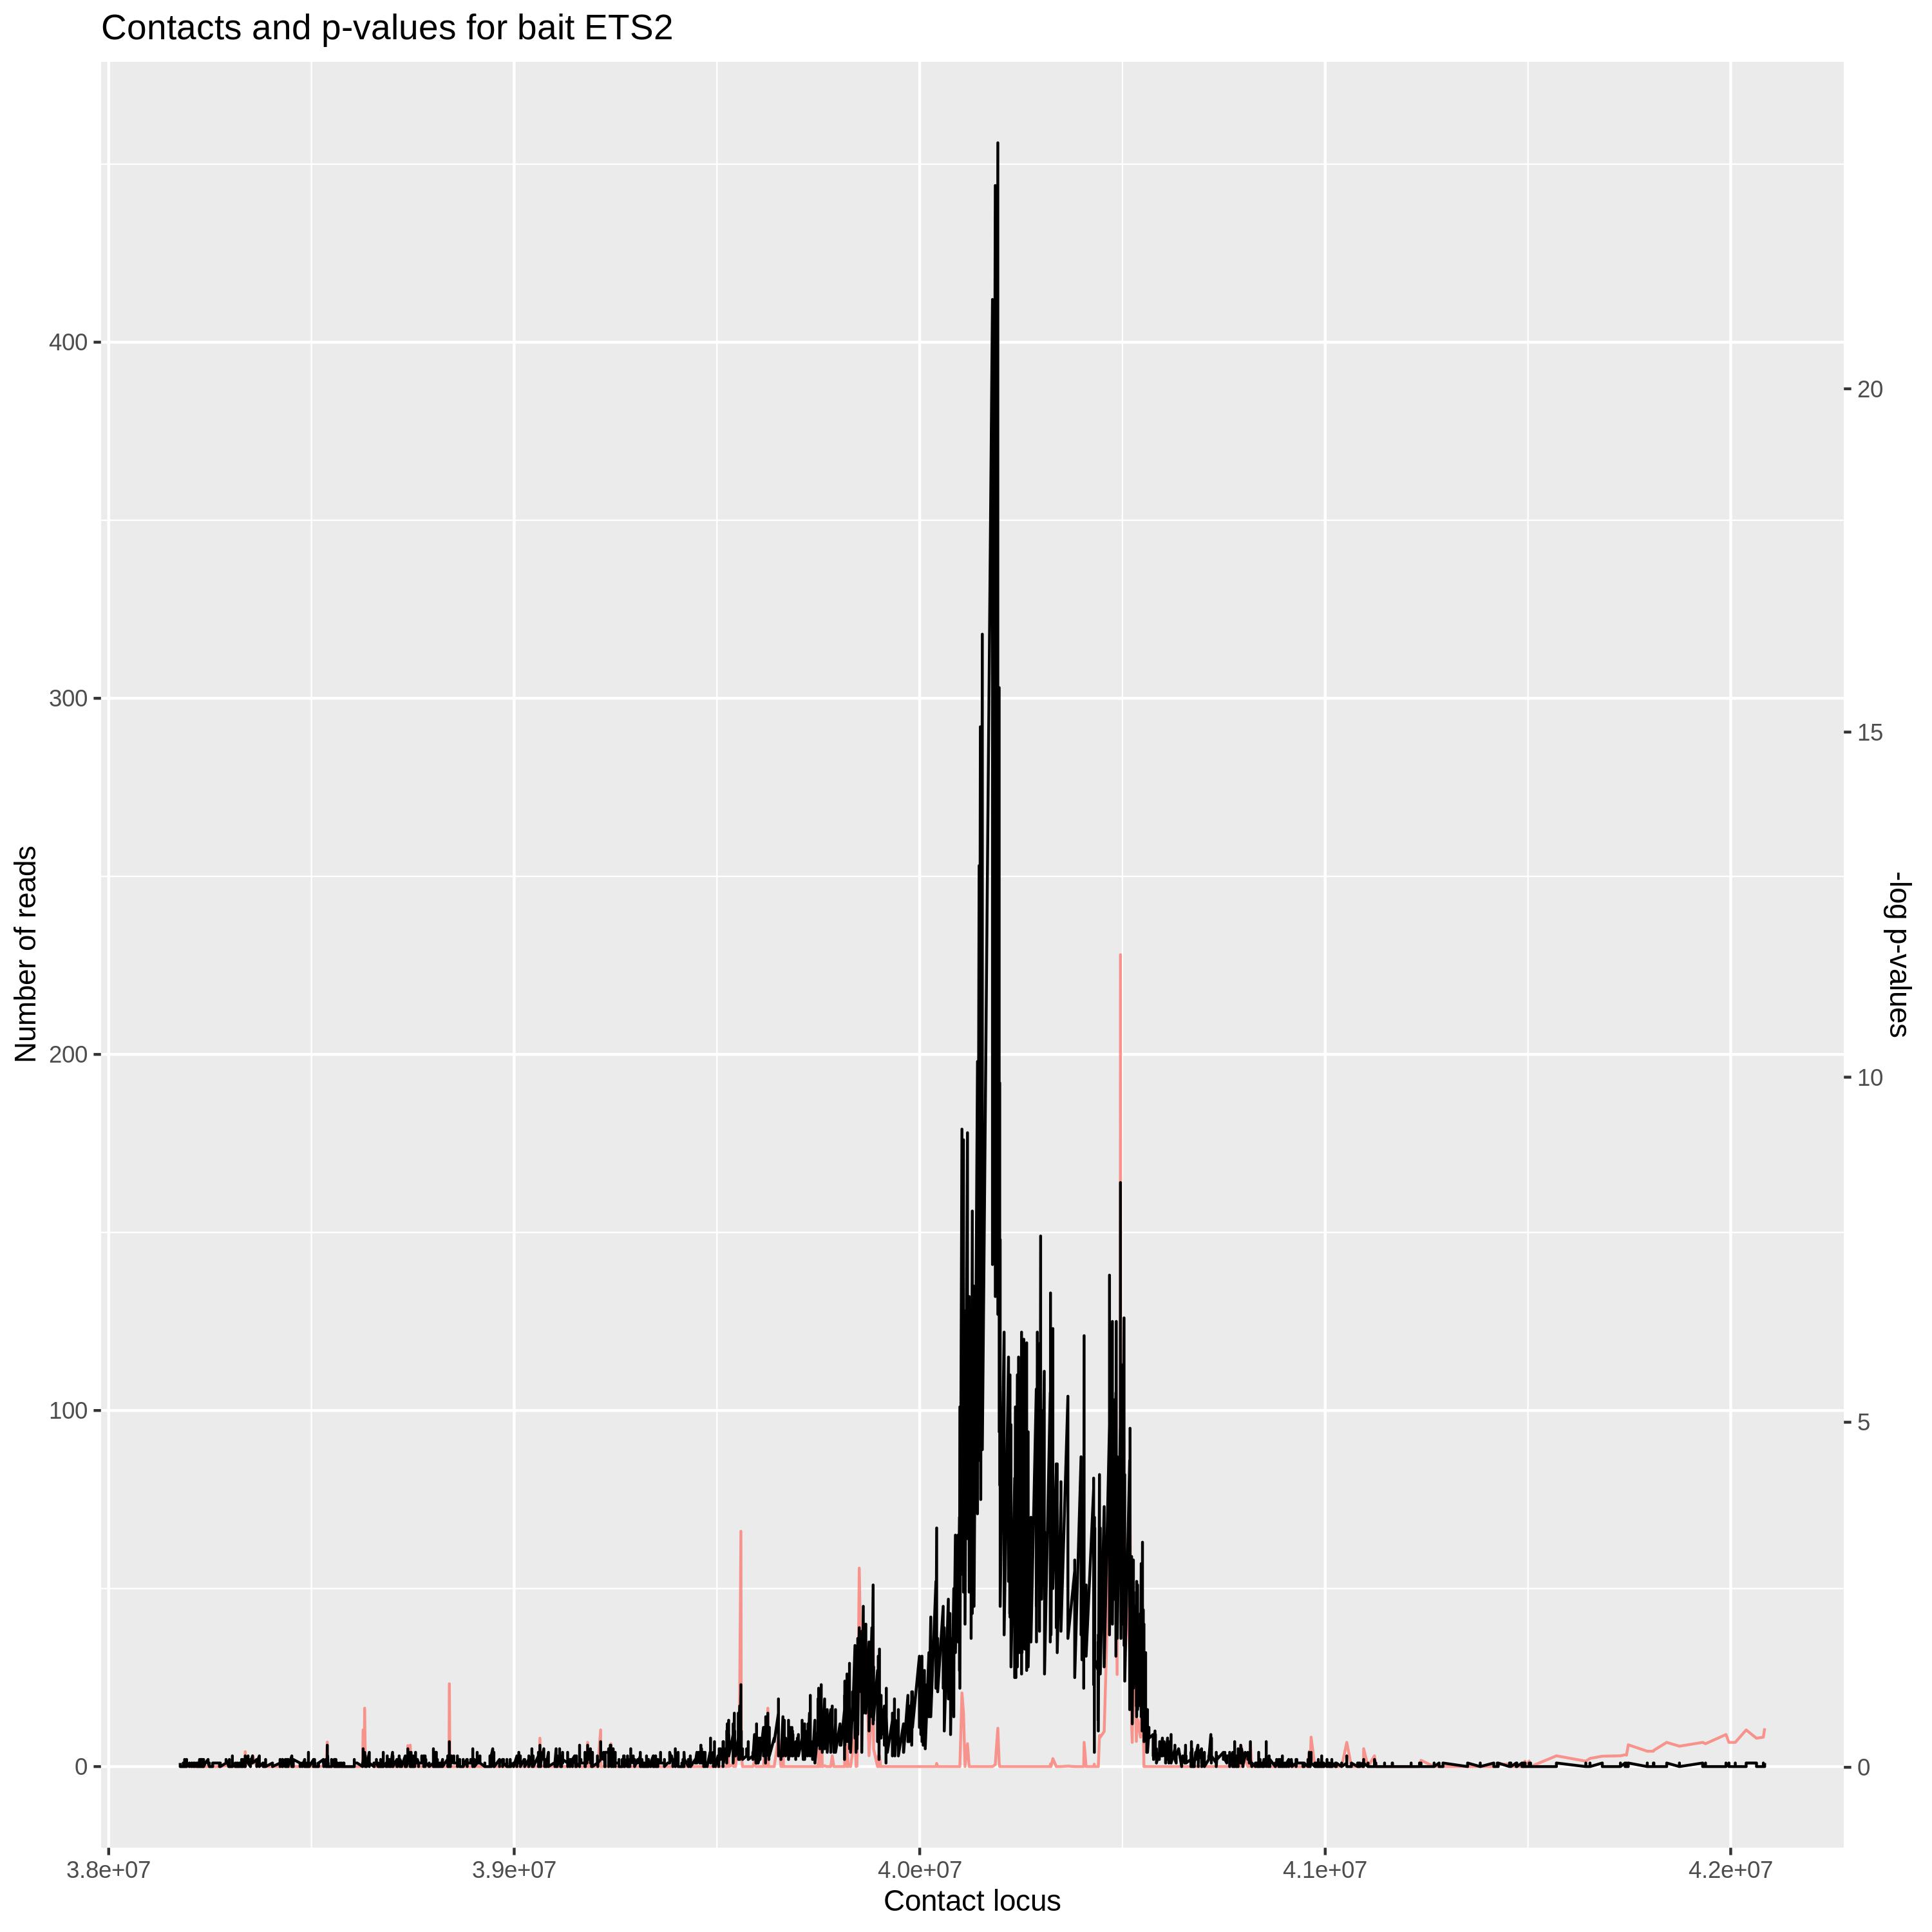 Contacts and p-values for bait ETS2
400
300
200
100
0
Number of reads
20
15
10
5
0
-log p-values
3.8e+07
3.9e+07
4.0e+07
4.1e+07
4.2e+07
Contact locus